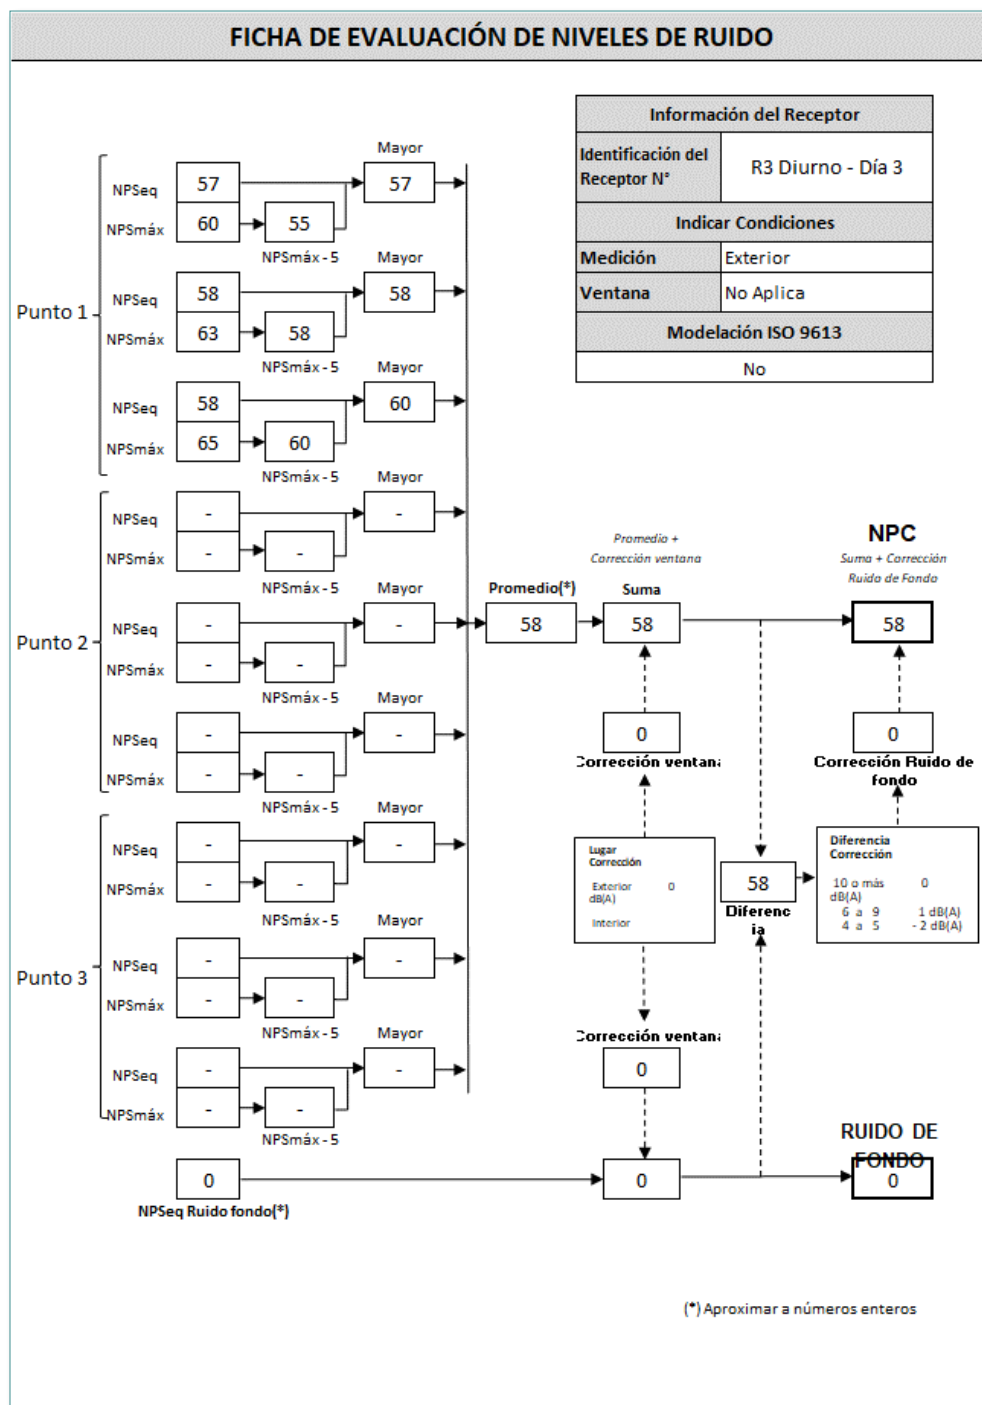 FICHA DE EVALUACIÓN DE NIVELES DE RUIDO
Información del Receptor
Identificación del
Receptor N°
R3 Diurno - Día 3
Indicar Condiciones
Medición
Exterior
Ventana
No Aplica
Modelación ISO 9613
No
Punto 1
Mayor
NPSeq
57
57
NPSmáx
60
55
NPSmáx - 5
Mayor
NPSeq
58
58
NPSmáx
63
58
NPSmáx - 5
Mayor
NPSeq
58
60
NPSmáx
65
60
NPSmáx - 5
Punto 2
Mayor
NPSeq
-
-
NPSmáx
-
-
NPSmáx - 5
Mayor
NPSeq
-
-
NPSmáx
-
-
NPSmáx - 5
Mayor
NPSeq
-
-
NPSmáx
-
-
NPSmáx - 5
Punto 3
Mayor
NPSeq
-
-
NPSmáx
-
-
NPSmáx - 5
Mayor
NPSeq
-
-
NPSmáx
-
-
NPSmáx - 5
Mayor
NPSeq
-
-
NPSmáx
-
-
NPSmáx - 5
0
NPSeq Ruido fondo(*)
Promedio(*)
58
Promedio +
Corrección ventana
Suma
58
0
Corrección ventana
Lugar
Corrección
Exterior 0
dB(A)
Interior
Corrección ventana
0
0
58
Diferenc
ia
NPC
Suma + Corrección
Ruido de Fondo
58
0
Corrección Ruido de
fondo
Diferencia
Corrección
10 o más 0
dB(A)
6 a 9 1 dB(A)
4 a 5 - 2 dB(A)
RUIDO DE
FONDO
0
(*) Aproximar a números enteros